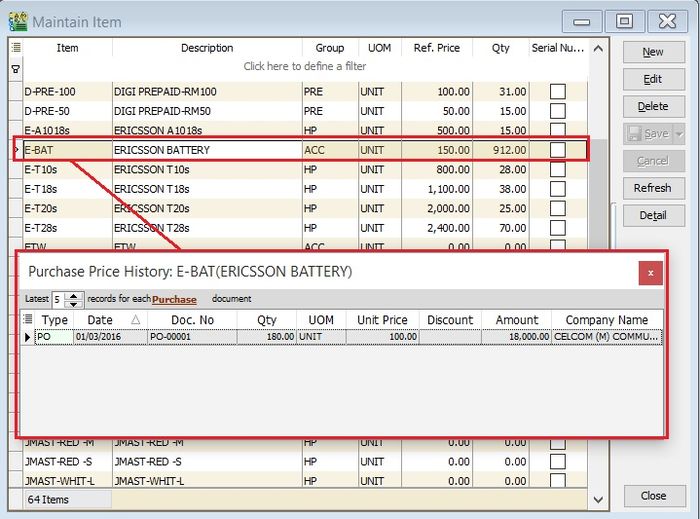 Maintain Item
Item Description Group UOM Ref. Price Qty Serial Nu...
Click here to define a filter
D-PRE-100 DIGI PREPAID-RM100 PRE UNIT 100.00 31.00
D-PRE-50 DIGI PREPAID-RM50 PRE UNIT 50.00 15.00
E-A1018s ERICSSON A1018s HP UNIT 500.00 15.00
E-BAT ERICSSON BATTERY ACC UNIT 150.00 912.00
E-T10s ERICSSON T10s HP UNIT 800.00 28.00
E-T18s ERICSSON T18s HP UNIT 1,100.00 38.00
E-T20s ERICSSON T20s HP UNIT 2,000.00 25.00
E-T28s ERICSSON T28s HP UNIT 2,400.00 70.00
ETW ETW ACC UNIT 0.00 0.00
New
Edit
Delete
Save
Cancel
Refresh
Detail
Purchase Price History: E-BAT(ERICSSON BATTERY)
x
Latest 5 records for each Purchase document
Type Date Doc. No Qty UOM Unit Price Discount Amount Company Name
PO 01/03/2016 PO-00001 180.00 UNIT 100.00 18,000.00 CELCOM (M) COMMU...
JMAST-RED -M JMAST-RED -M HP UNIT 0.00 0.00
JMAST-RED -S JMAST-RED -S HP UNIT 0.00 0.00
JMAST-WHIT-L JMAST-WHIT-L HP UNIT 0.00 0.00
64 Items
Close